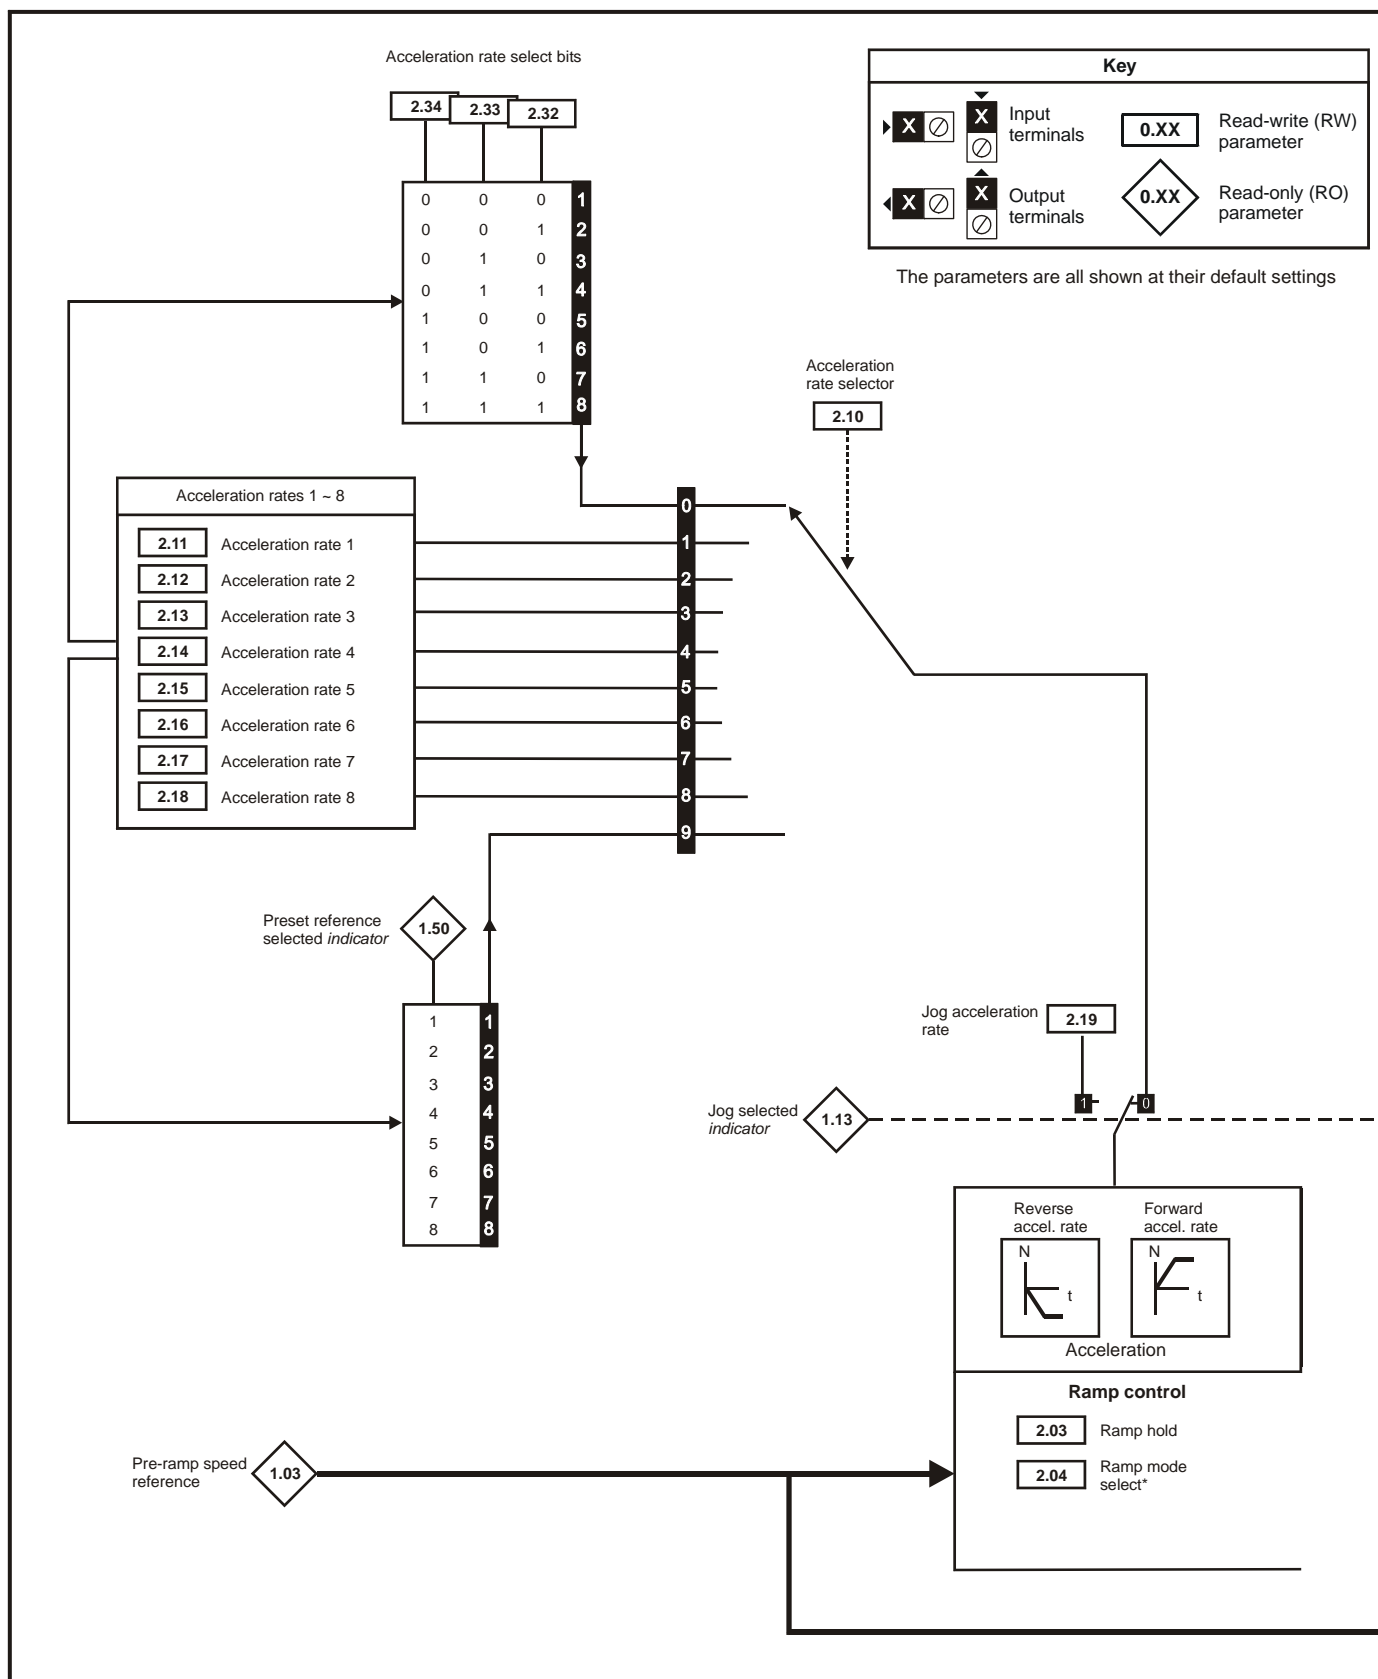 Acceleration rate select bits
2.34 2.33 2.32
0 0 0 1
0 0 1 2
0 1 0 3
0 1 1 4
1 0 0 5
1 0 1 6
1 1 0 7
1 1 1 8
Key
X X Input
terminals
0.XX Read-write (RW)
parameter
X X Output
terminals
0.XX Read-only (RO)
parameter
The parameters are all shown at their default settings
Acceleration
rate selector
2.10
Acceleration rates 1 ~ 8
2.11 Acceleration rate 1
2.12 Acceleration rate 2
2.13 Acceleration rate 3
2.14 Acceleration rate 4
2.15 Acceleration rate 5
2.16 Acceleration rate 6
2.17 Acceleration rate 7
2.18 Acceleration rate 8
0
1
2
3
4
5
6
7
8
9
Preset reference
selected indicator
1.50
1 1
2 2
3 3
4 4
5 5
6 6
7 7
8 8
Jog acceleration
rate
2.19
1 0
Jog selected
indicator
1.13
Reverse
accel. rate
N
t
Forward
accel. rate
N
t
Acceleration
Ramp control
2.03 Ramp hold
2.04 Ramp mode
select*
Pre-ramp speed
reference
1.03